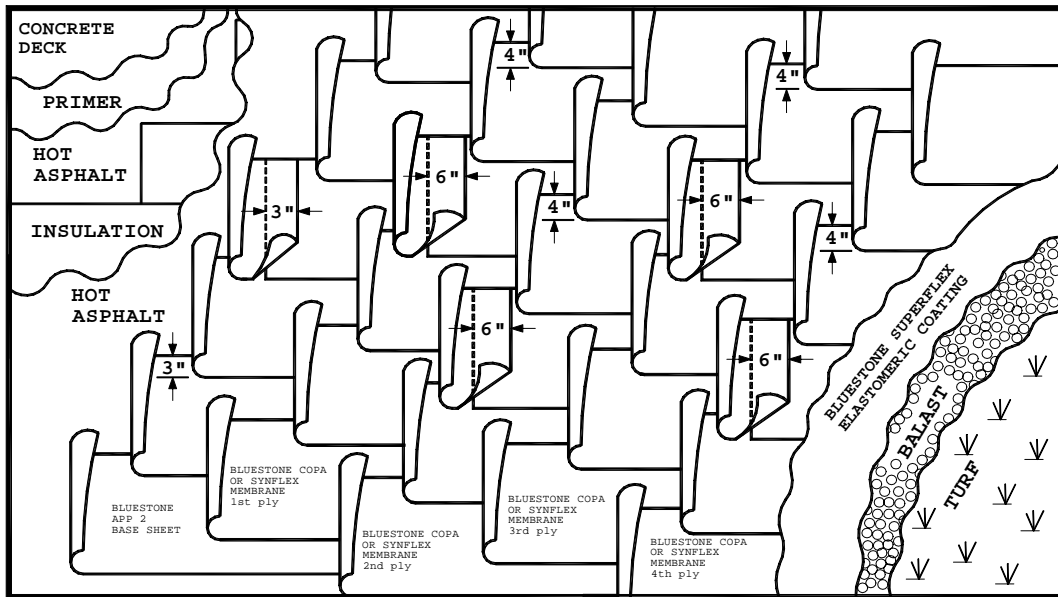 CONCRETE
DECK
PRIMER
HOT
ASPHALT
INSULATION
HOT
ASPHALT
4"
4"
6"
6"
3"
4"
4"
6"
6"
3"
BLUESTONE
APP 2
BASE SHEET
BLUESTONE COPA
OR SYNFLEX
MEMBRANE
1st ply
BLUESTONE COPA
OR SYNFLEX
MEMBRANE
2nd ply
BLUESTONE COPA
OR SYNFLEX
MEMBRANE
3rd ply
BLUESTONE COPA
OR SYNFLEX
MEMBRANE
4th ply
BLUESTONE SUPERFLEX
ELASTOMERIC COATING
BALAST
TURF